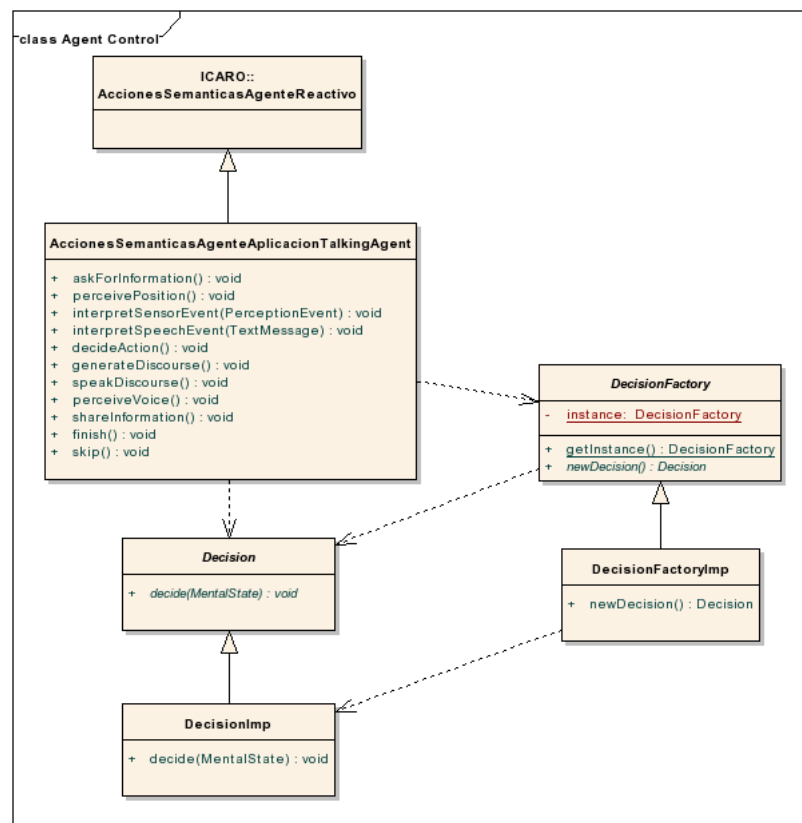 class Agent Control
ICARO::
AccionesSemanticasAgenteReactivo
AccionesSemanticasAgenteAplicacionTalkingAgent
+ askForInformation() : void
+ perceivePosition() : void
+ interpretSensorEvent(PerceptionEvent) : void
+ interpretSpeechEvent(TextMessage) : void
+ decideAction() : void
+ generateDiscourse() : void
+ speakDiscourse() : void
+ perceiveVoice() : void
+ shareInformation() : void
+ finish() : void
+ skip() : void
DecisionFactory
- instance: DecisionFactory
+ getInstance() : DecisionFactory
+ newDecision() : Decision
Decision
+ decide(MentalState) : void
DecisionFactoryImp
+ newDecision() : Decision
DecisionImp
+ decide(MentalState) : void